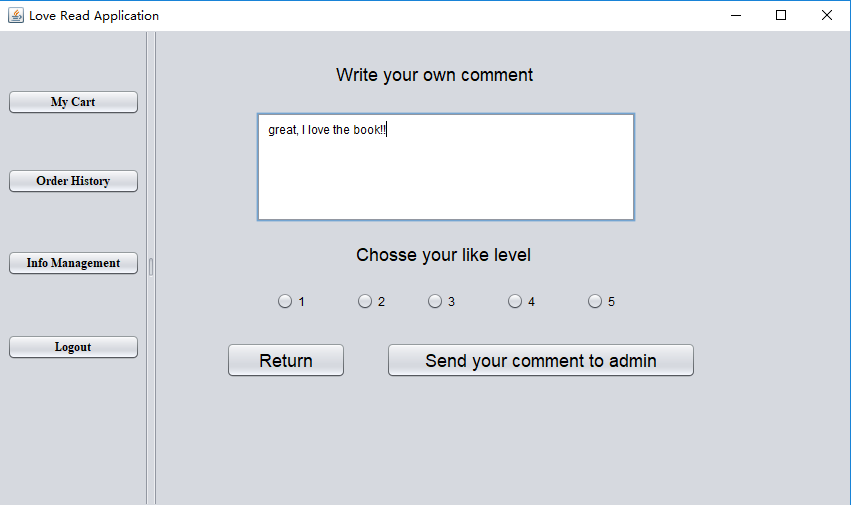 Love Read Application
My Cart
Order History
Info Management
Logout
Write your own comment
great, I love the book!!
Chosse your like level
1 2 3 4 5
Return Send your comment to admin